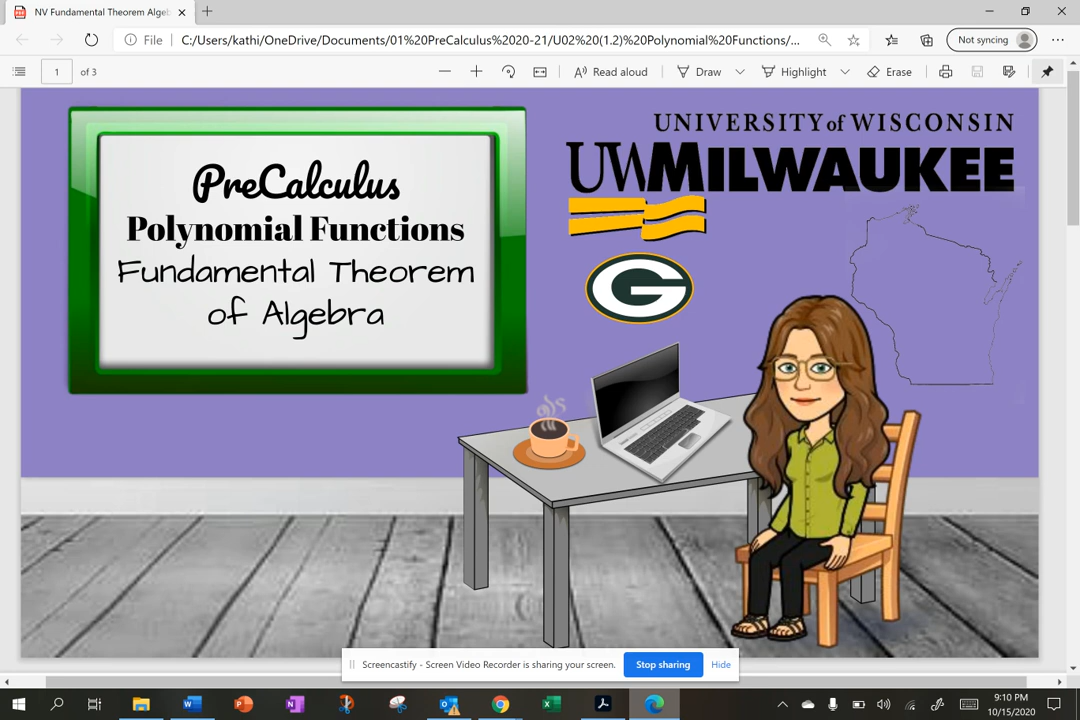 NV Fundamental Theorem Alge
File
C:/Users/kathi/OneDrive/Documents/01%20PreCalculus%2020-21/U02%20(1.2)%20Polynomial%20Functions/...
Not syncing
1 of 3
Read aloud
Draw
Highlight
Erase
PreCalculus
Polynomial Functions
Fundamental Theorem
of Algebra
UNIVERSITY of WISCONSIN
UWMILWAUKEE
G
Screencastify - Screen Video Recorder is sharing your screen.
Stop sharing
Hide
9:10 PM
10/15/2020